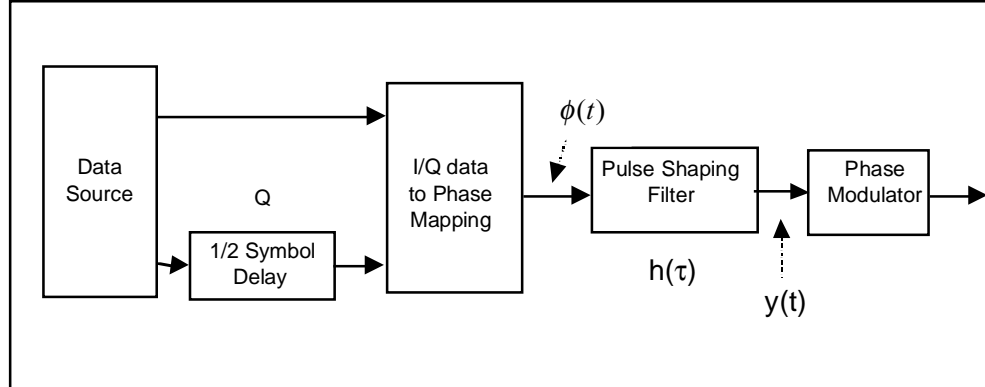 Data
Source
Q
1/2 Symbol
Delay
I/Q data
to Phase
Mapping
ϕ(t)
Pulse Shaping
Filter
h(τ)
y(t)
Phase
Modulator